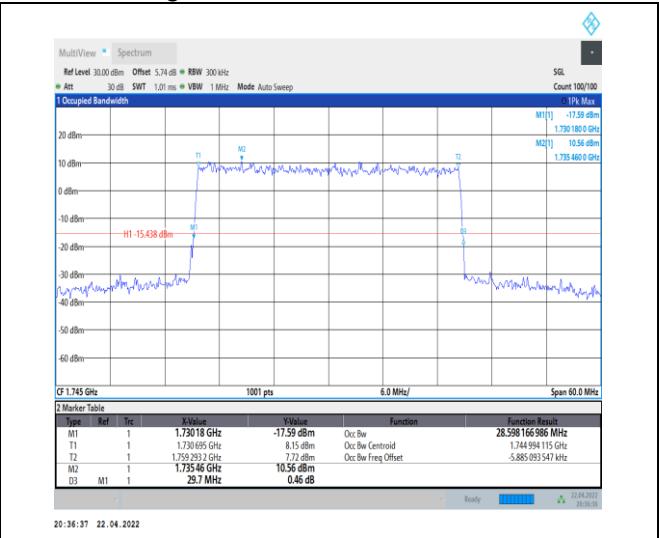 MultiView Spectrum
Ref Level 30.00 dBm Offset 5.74 dB RBW 300 kHz SGL
Att 30 dB SWT 1.01 ms VBW 1 MHz Mode Auto Sweep Count 100/100
1 Occupied Bandwidth 1Pk Max
M1[1] -17.59 dBm
1.730 180 0 GHz
M2[1] 10.56 dBm
1.735 460 0 GHz
20 dBm
M2
T1 T2
10 dBm
0 dBm
-10 dBm
M1 D3
H1 -15.438 dBm
-20 dBm
-30 dBm
-40 dBm
-50 dBm
-60 dBm
CF 1.745 GHz 1001 pts 6.0 MHz/ Span 60.0 MHz
2 Marker Table
Type Ref Trc X-Value Y-Value Function Function Result
M1 1 1.73018 GHz -17.59 dBm Occ Bw 28.598 166 986 MHz
T1 1 1.730 695 GHz 8.15 dBm Occ Bw Centroid 1.744 994 115 GHz
T2 1 1.759 293 2 GHz 7.72 dBm Occ Bw Freq Offset -5.885 093 547 kHz
M2 1 1.735 46 GHz 10.56 dBm
D3 M1 1 29.7 MHz 0.46 dB
Ready 22.04.2022
20:36:36
20:36:37 22.04.2022